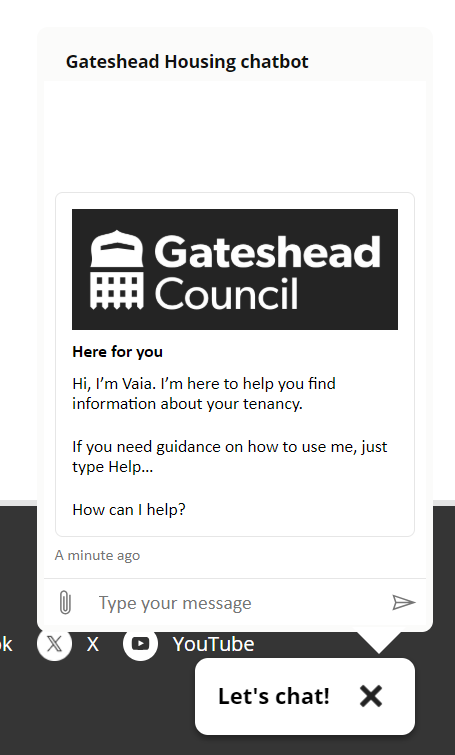 Gateshead Housing chatbot
Gateshead
Council
Here for you
Hi, I’m Vaia. I’m here to help you find
information about your tenancy.
If you need guidance on how to use me, just
type Help...
How can I help?
A minute ago
Type your message
ok X YouTube
Let's chat!